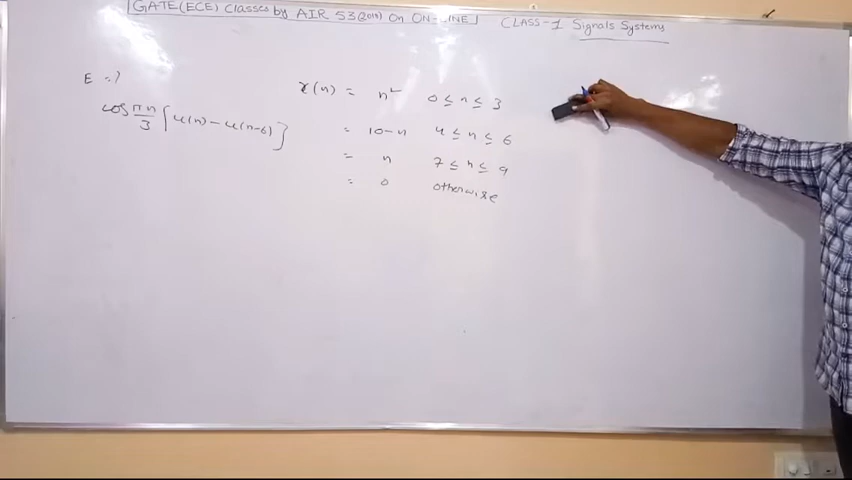 GATE(ECE) Classes by AIR 53(2014) On ON-LINE
CLASS-1 Signals Systems
E = ?
cos πn/3 {u(n) - u(n-6)}
x(n) = n² 0 ≤ n ≤ 3
= 10-n 4 ≤ n ≤ 6
= n 7 ≤ n ≤ 9
= 0 otherwise